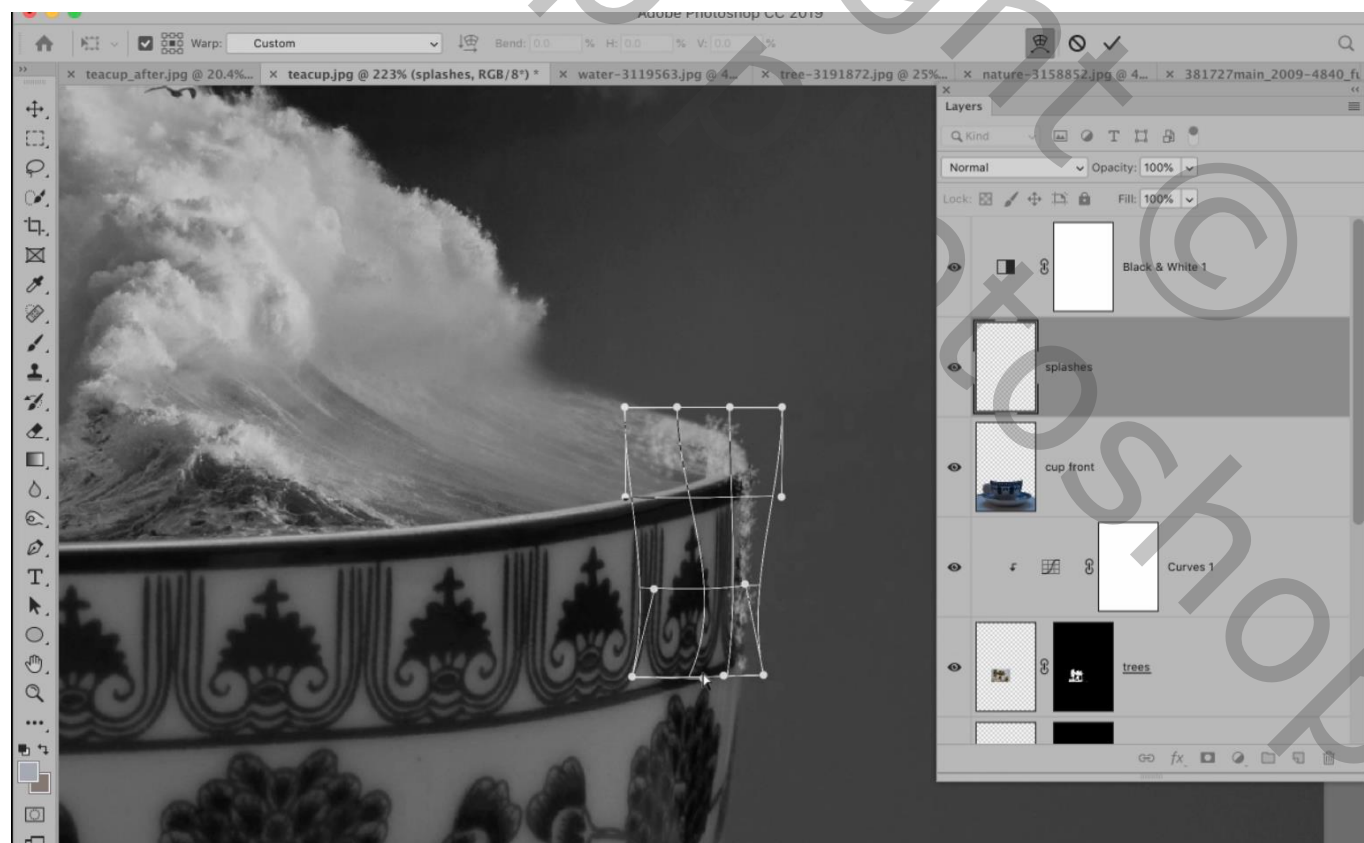 Adobe Photoshop CC 2019
Warp: Custom Bend: 0.0 % H: 0.0 % V: 0.0 %
× teacup_after.jpg @ 20.4%... × teacup.jpg @ 223% (splashes, RGB/8*) * × water-3119563.jpg @ 4... × tree-3191872.jpg @ 25%... × nature-3158852.jpg @ 4... × 381727main_2009-4840_fu
Layers
Kind
Normal Opacity: 100%
Lock: Fill: 100%
Black & White 1
splashes
cup front
Curves 1
trees
fx
©